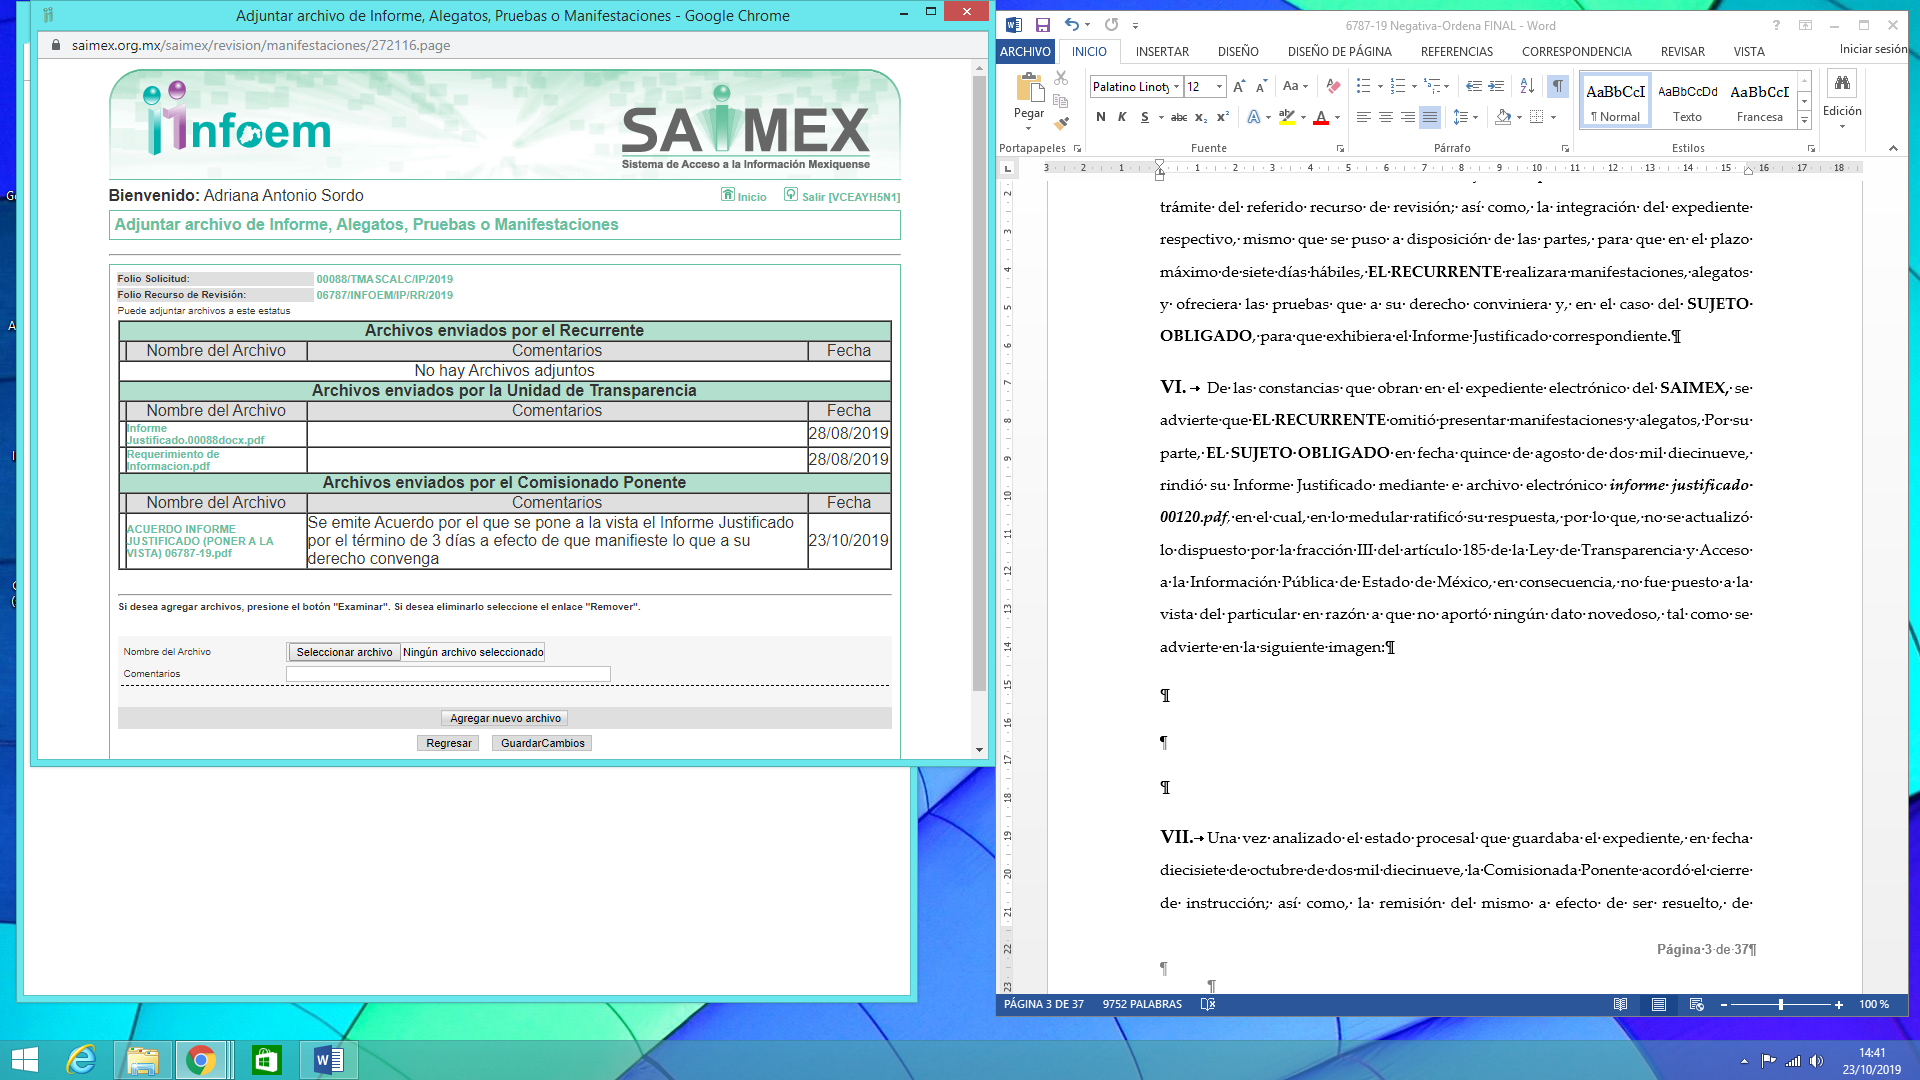 Adjuntar archivo de Informe, Alegatos, Pruebas o Manifestaciones - Google Chrome
saimex.org.mx/saimex/revision/manifestaciones/272116.page
infoem
SAIMEX
Sistema de Acceso a la Información Mexiquense
Bienvenido: Adriana Antonio Sordo
Inicio
Salir [VCEAYH5N1]
Adjuntar archivo de Informe, Alegatos, Pruebas o Manifestaciones
Folio Solicitud: 00088/TMASCALC/IP/2019
Folio Recurso de Revisión: 06787/INFOEM/IP/RR/2019
Puede adjuntar archivos a este estatus
Archivos enviados por el Recurrente
Nombre del Archivo Comentarios Fecha
No hay Archivos adjuntos
Archivos enviados por la Unidad de Transparencia
Nombre del Archivo Comentarios Fecha
Informe
Justificado.00088docx.pdf 28/08/2019
Requerimiento de
Informacion.pdf 28/08/2019
Archivos enviados por el Comisionado Ponente
Nombre del Archivo Comentarios Fecha
ACUERDO INFORME
JUSTIFICADO (PONER A LA
VISTA) 06787-19.pdf
Se emite Acuerdo por el que se pone a la vista el Informe Justificado
por el término de 3 días a efecto de que manifieste lo que a su
derecho convenga
23/10/2019
Si desea agregar archivos, presione el botón "Examinar". Si desea eliminarlo seleccione el enlace "Remover".
Nombre del Archivo Seleccionar archivo Ningún archivo seleccionado
Comentarios
Agregar nuevo archivo
Regresar GuardarCambios
6787-19 Negativa-Ordena FINAL - Word
ARCHIVO INICIO INSERTAR DISEÑO DISEÑO DE PÁGINA REFERENCIAS CORRESPONDENCIA REVISAR VISTA Iniciar sesión
Pegar
Palatino Linoty 12
Portapapeles Fuente Párrafo Estilos
AaBbCcI AaBbCcDd AaBbCcI
¶ Normal Texto Francesa
Edición
trámite del referido recurso de revisión; así como, la integración del expediente
respectivo, mismo que se puso a disposición de las partes, para que en el plazo
máximo de siete días hábiles, EL RECURRENTE realizara manifestaciones, alegatos
y ofreciera las pruebas que a su derecho conviniera y, en el caso del SUJETO
OBLIGADO, para que exhibiera el Informe Justificado correspondiente.¶
VI.→ De las constancias que obran en el expediente electrónico del SAIMEX, se
advierte que EL RECURRENTE omitió presentar manifestaciones y alegatos, Por su
parte, EL SUJETO OBLIGADO en fecha quince de agosto de dos mil diecinueve,
rindió su Informe Justificado mediante e archivo electrónico informe justificado
00120.pdf, en el cual, en lo medular ratificó su respuesta, por lo que, no se actualizó
lo dispuesto por la fracción III del artículo 185 de la Ley de Transparencia y Acceso
a la Información Pública de Estado de México, en consecuencia, no fue puesto a la
vista del particular en razón a que no aportó ningún dato novedoso, tal como se
advierte en la siguiente imagen:¶
¶
¶
¶
VII.→ Una vez analizado el estado procesal que guardaba el expediente, en fecha
diecisiete de octubre de dos mil diecinueve, la Comisionada Ponente acordó el cierre
de instrucción; así como, la remisión del mismo a efecto de ser resuelto, de
Página 3 de 37¶
¶
¶
PÁGINA 3 DE 37 9752 PALABRAS 100 %
14:41
23/10/2019